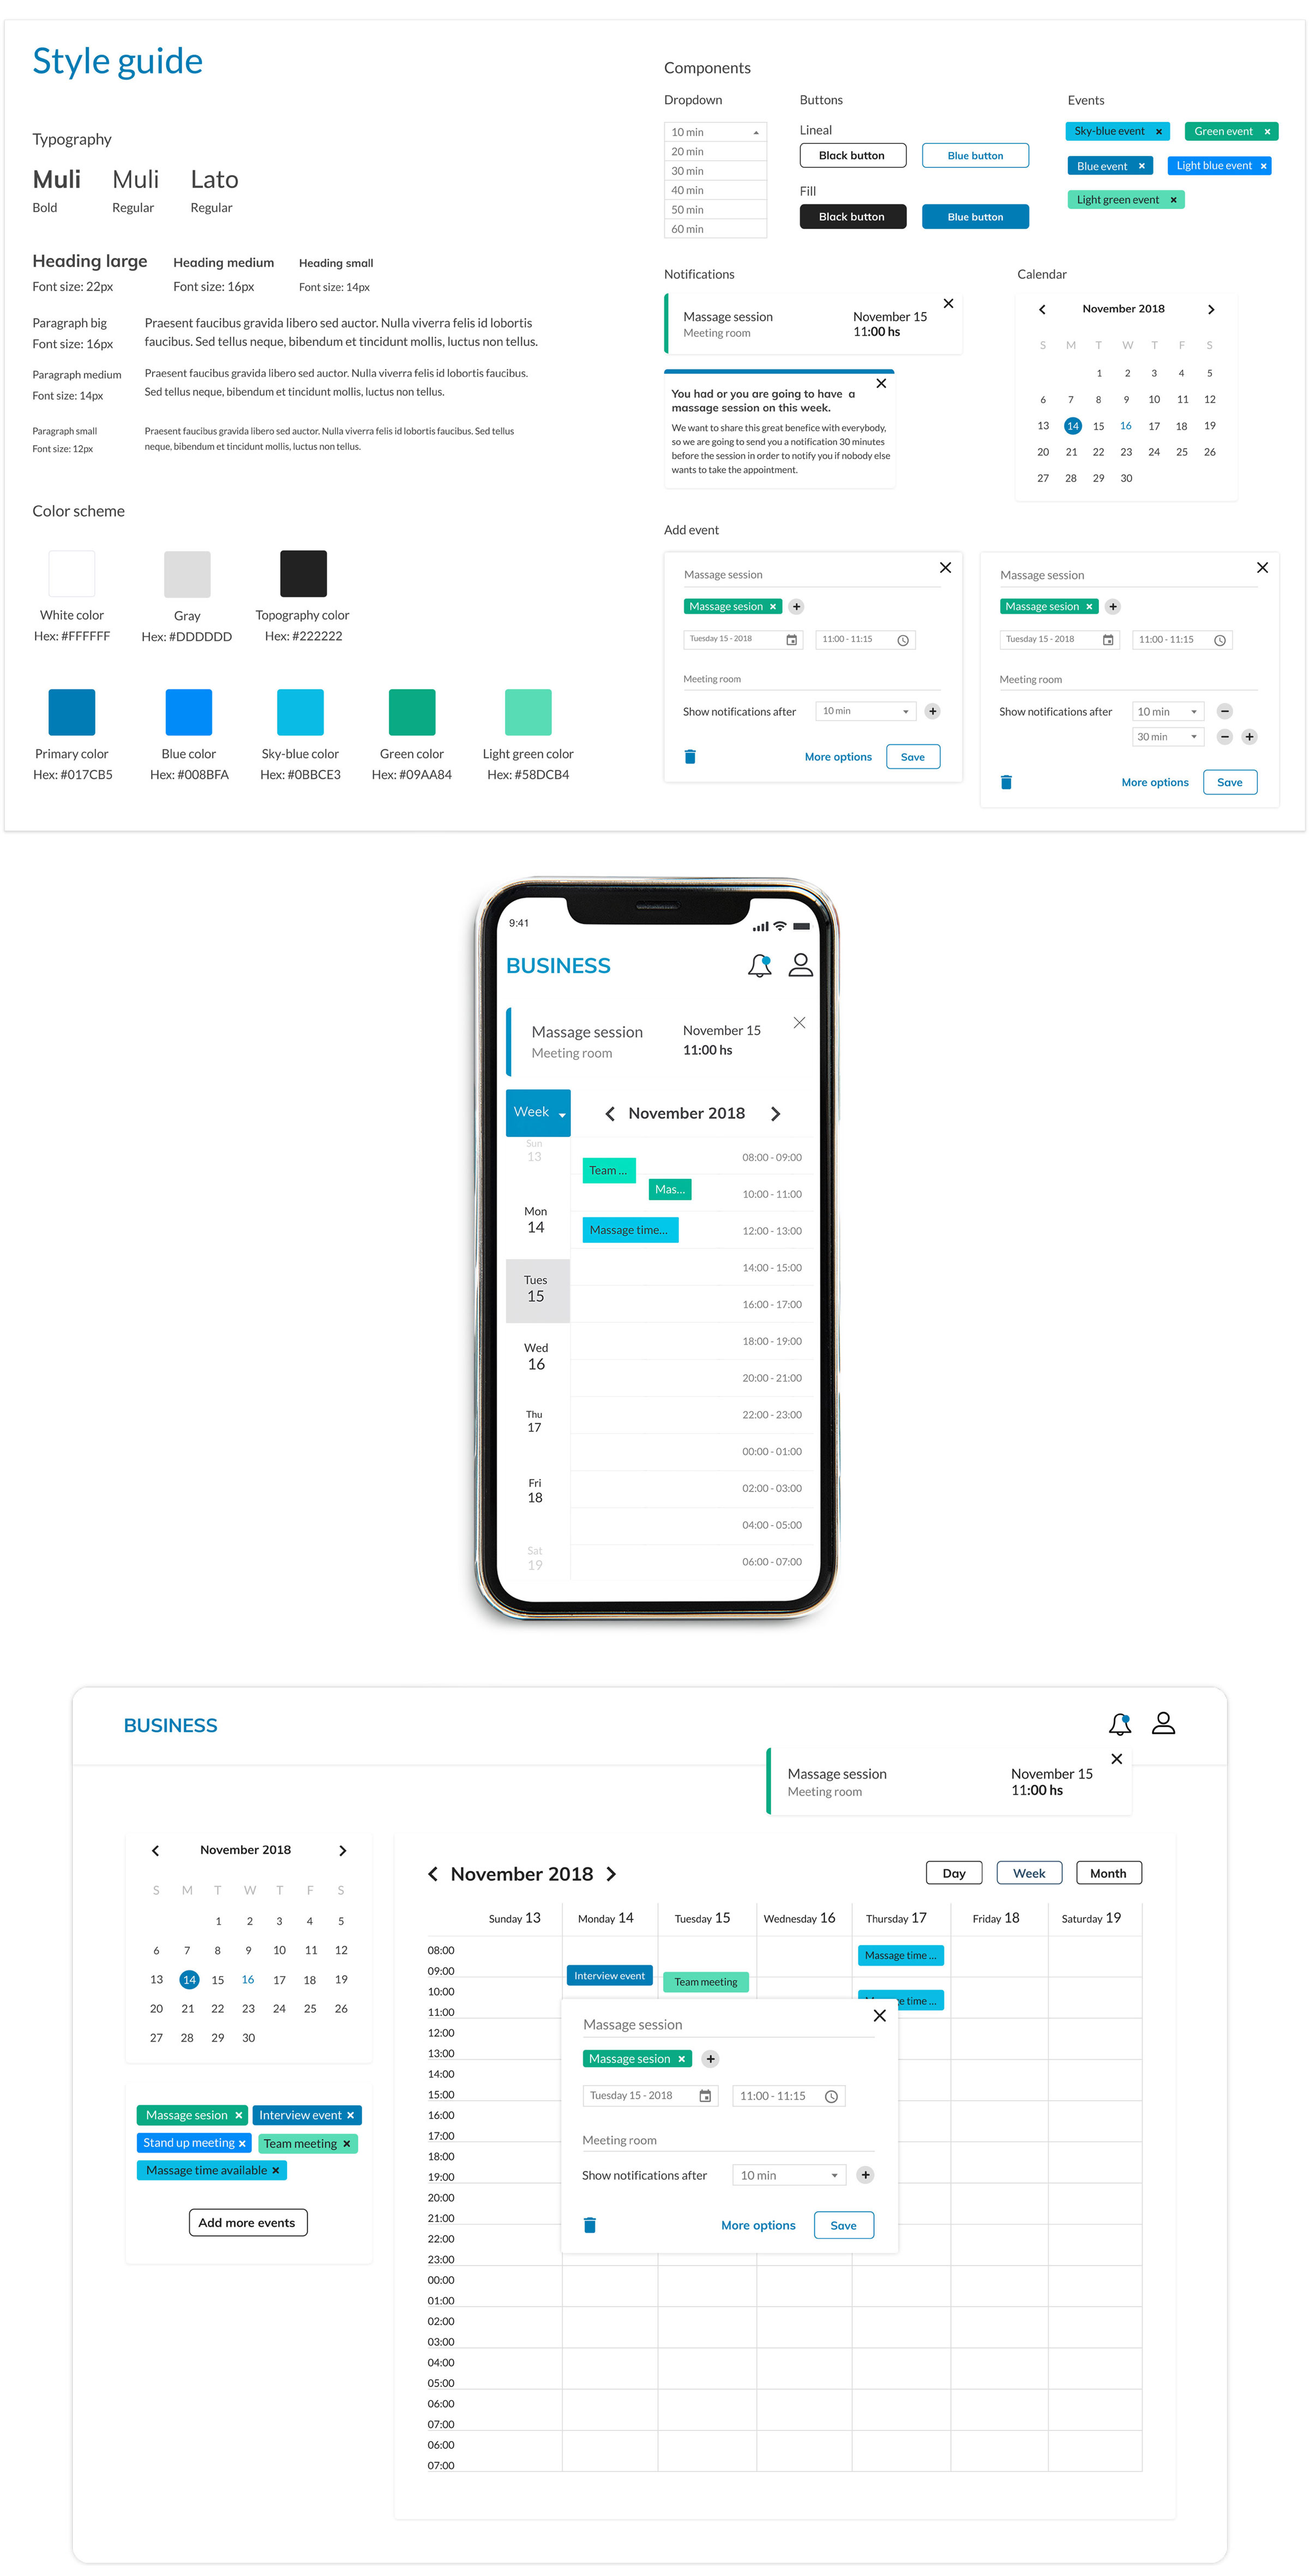 Style guide
Typography
Muli Muli Lato
Bold Regular Regular
Heading large Heading medium Heading small
Font size: 22px Font size: 16px Font size: 14px
Paragraph big
Font size: 16px
Praesent faucibus gravida libero sed auctor. Nulla viverra felis id lobortis
faucibus. Sed tellus neque, bibendum et tincidunt mollis, luctus non tellus.
Paragraph medium
Font size: 14px
Praesent faucibus gravida libero sed auctor. Nulla viverra felis id lobortis faucibus.
Sed tellus neque, bibendum et tincidunt mollis, luctus non tellus.
Paragraph small
Font size: 12px
Praesent faucibus gravida libero sed auctor. Nulla viverra felis id lobortis faucibus. Sed tellus
neque, bibendum et tincidunt mollis, luctus non tellus.
Color scheme
White color Gray Topography color
Hex: #FFFFFF Hex: #DDDDDD Hex: #222222
Primary color Blue color Sky-blue color Green color Light green color
Hex: #017CB5 Hex: #008BFA Hex: #0BBCE3 Hex: #09AA84 Hex: #58DCB4
Components
Dropdown
10 min
20 min
30 min
40 min
50 min
60 min
Buttons
Lineal
Black button Blue button
Fill
Black button Blue button
Events
Sky-blue event Green event
Blue event Light blue event
Light green event
Notifications
Massage session November 15
Meeting room 11:00 hs
You had or you are going to have a
massage session on this week.
We want to share this great benefice with everybody,
so we are going to send you a notification 30 minutes
before the session in order to notify you if nobody else
wants to take the appointment.
Calendar
November 2018
S M T W T F S
1 2 3 4 5
6 7 8 9 10 11 12
13 14 15 16 17 18 19
20 21 22 23 24 25 26
27 28 29 30
Add event
Massage session
Massage sesion
Tuesday 15 - 2018 11:00 - 11:15
Meeting room
Show notifications after 10 min
More options Save
Massage session
Massage sesion
Tuesday 15 - 2018 11:00 - 11:15
Meeting room
Show notifications after 10 min
30 min
More options Save
9:41
BUSINESS
Massage session November 15
Meeting room 11:00 hs
Week November 2018
Sun
13
Mon
14
Tues
15
Wed
16
Thu
17
Fri
18
Sat
19
Team ...
Mas...
Massage time...
08:00 - 09:00
10:00 - 11:00
12:00 - 13:00
14:00 - 15:00
16:00 - 17:00
18:00 - 19:00
20:00 - 21:00
22:00 - 23:00
00:00 - 01:00
02:00 - 03:00
04:00 - 05:00
06:00 - 07:00
BUSINESS
Massage session November 15
Meeting room 11:00 hs
November 2018
S M T W T F S
1 2 3 4 5
6 7 8 9 10 11 12
13 14 15 16 17 18 19
20 21 22 23 24 25 26
27 28 29 30
Massage sesion Interview event
Stand up meeting Team meeting
Massage time available
Add more events
November 2018 Day Week Month
Sunday 13 Monday 14 Tuesday 15 Wednesday 16 Thursday 17 Friday 18 Saturday 19
08:00
09:00
10:00
11:00
12:00
13:00
14:00
15:00
16:00
17:00
18:00
19:00
20:00
21:00
22:00
23:00
00:00
01:00
02:00
03:00
04:00
05:00
06:00
07:00
06:00
07:00
Massage time ...
Interview event
Team meeting
time ...
Massage session
Massage sesion
Tuesday 15 - 2018 11:00 - 11:15
Meeting room
Show notifications after 10 min
More options Save